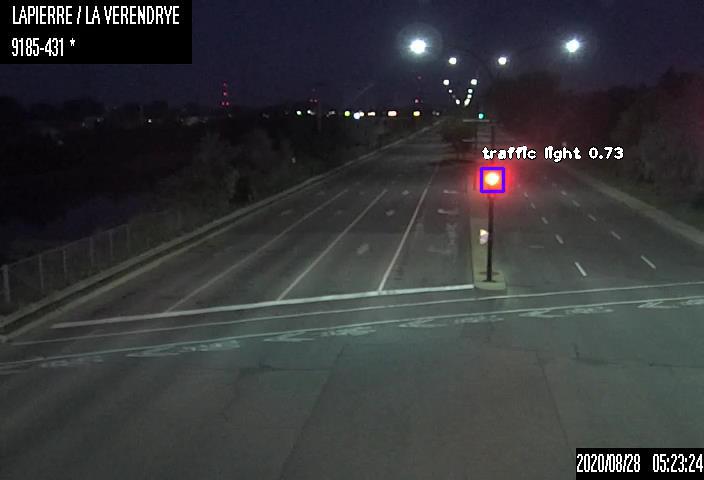 LAPIERRE / LA VERENDRYE
9185-431 *
traffic light 0.73
2020/08/28 05:23:24